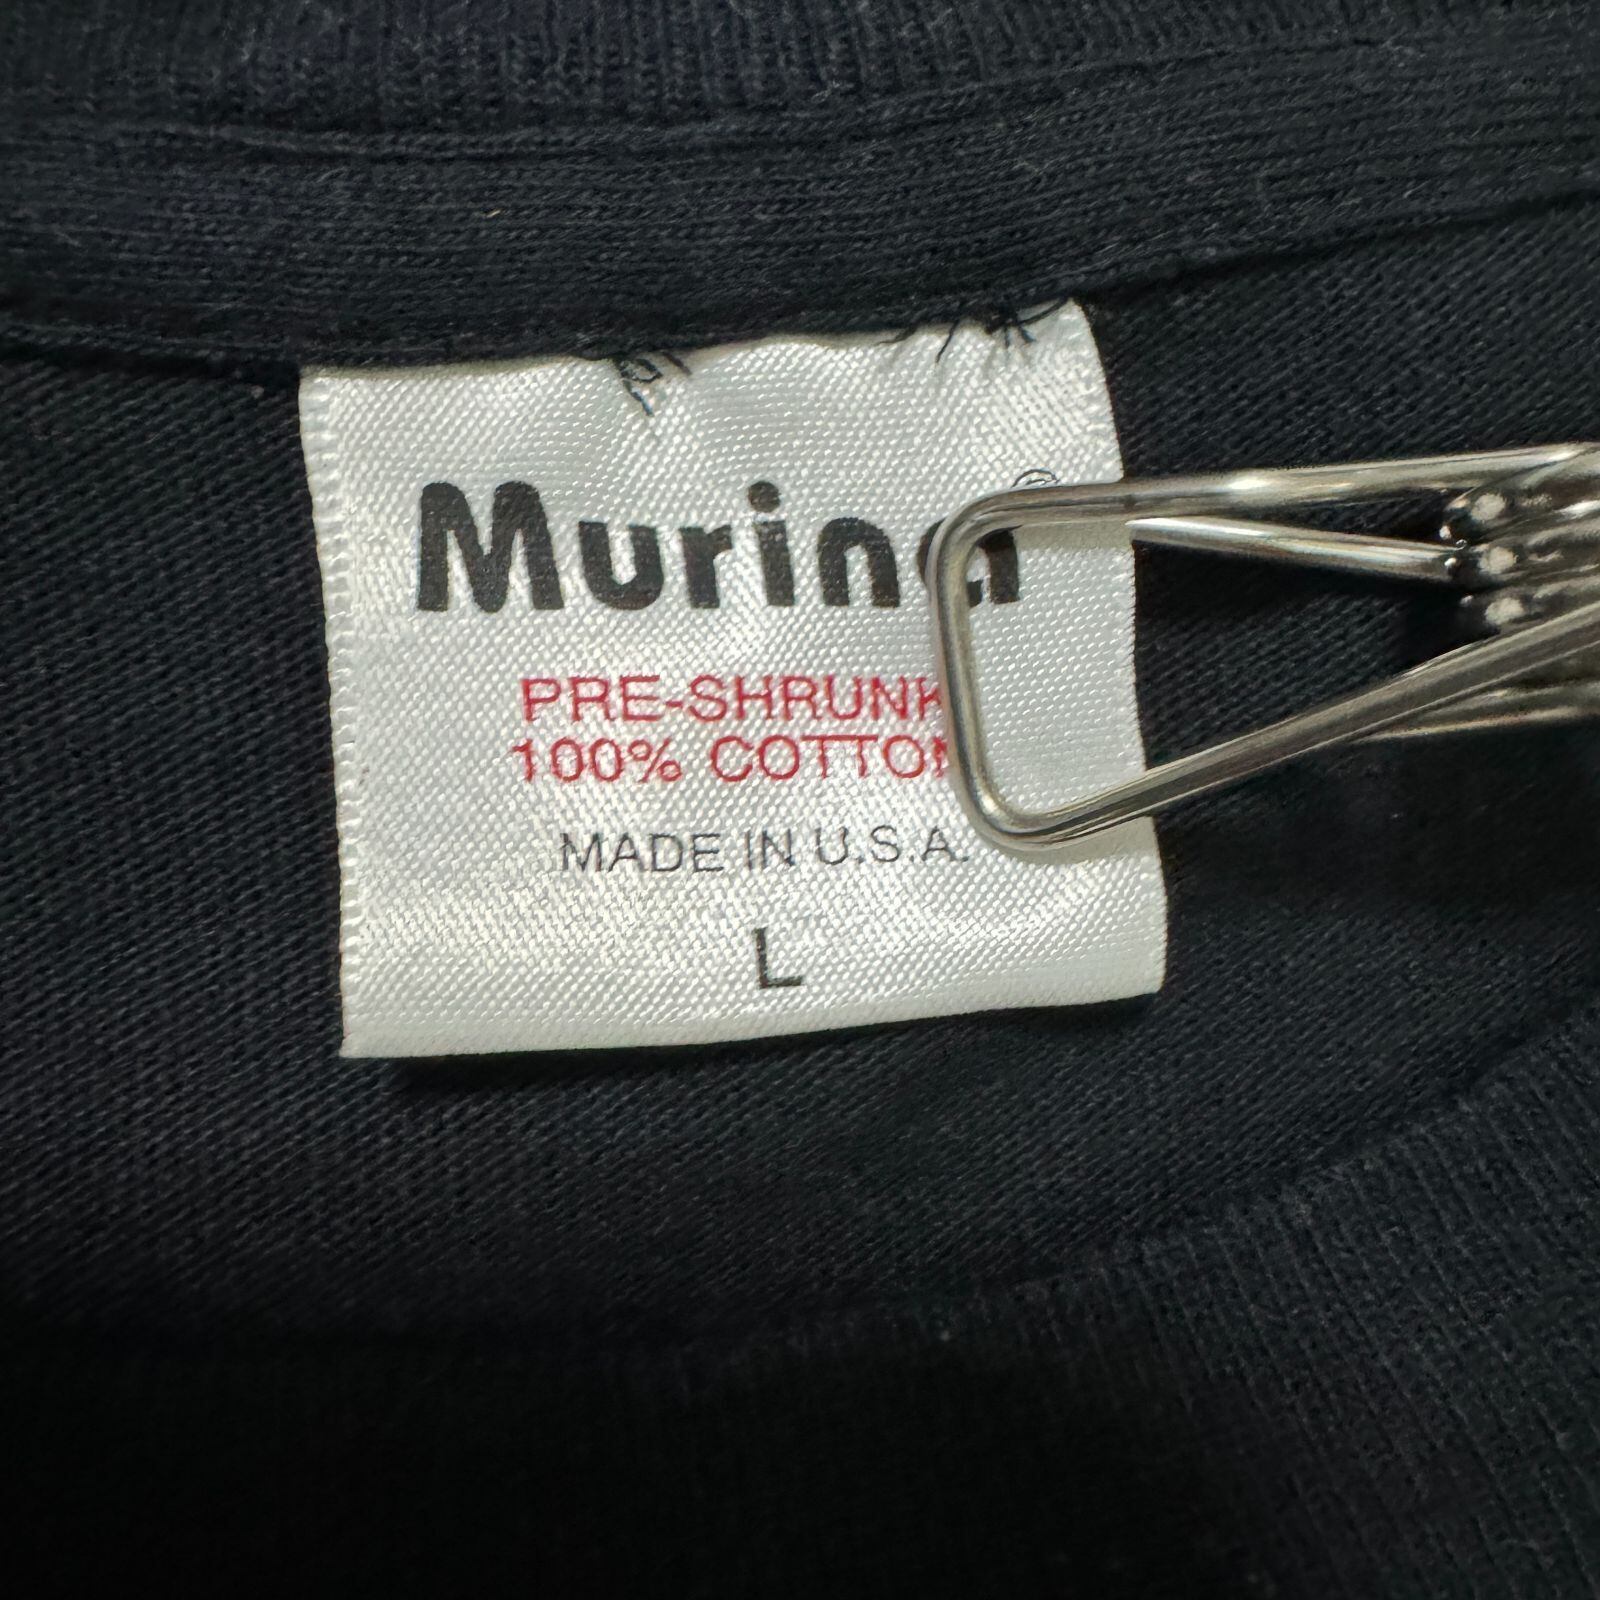 Murina®
PRE-SHRUNK
100% COTTON
MADE IN U.S.A.
L